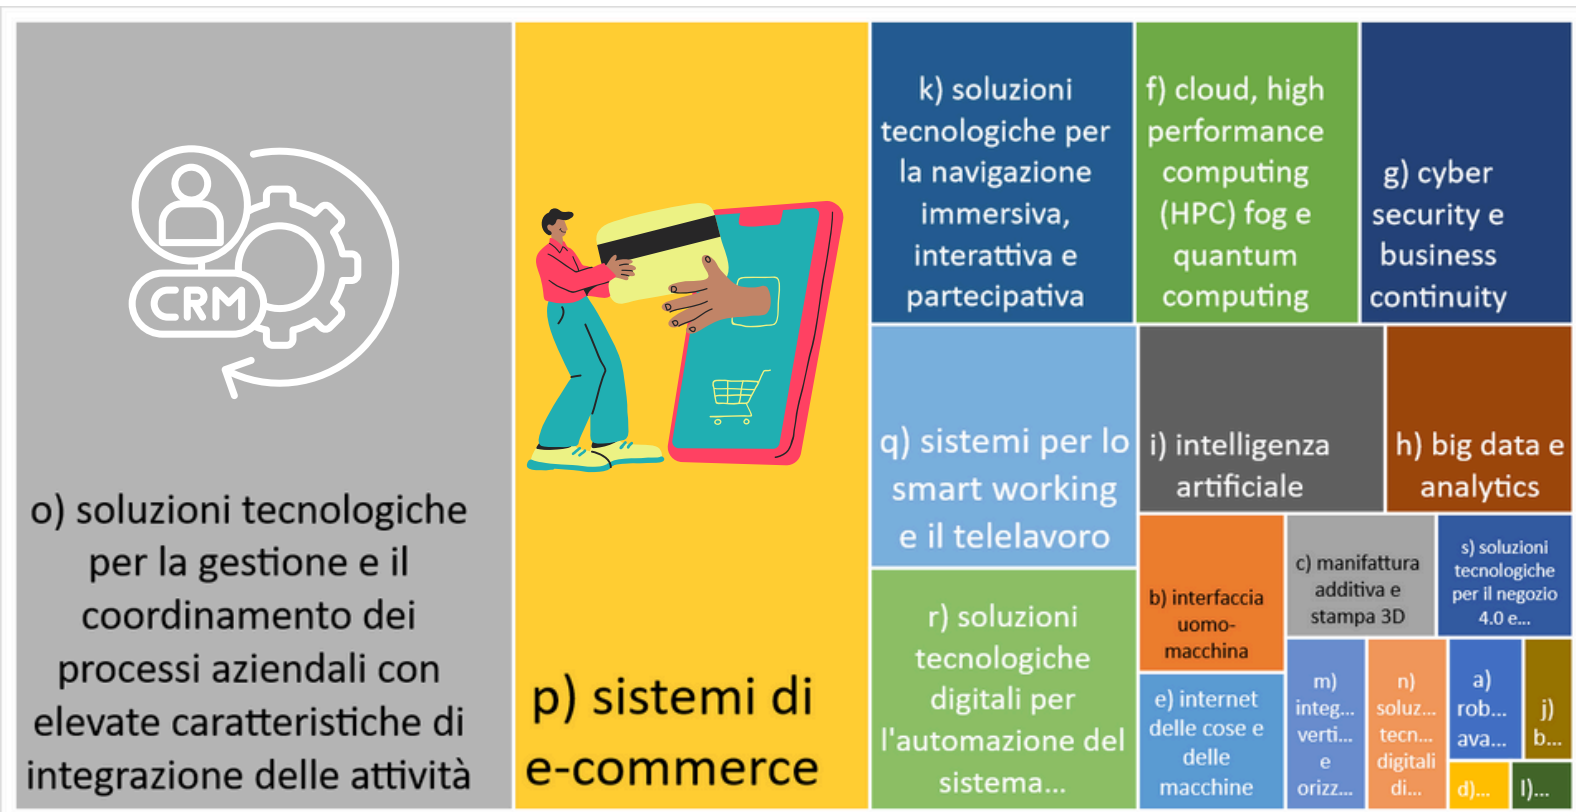 CRM
o) soluzioni tecnologiche
per la gestione e il
coordinamento dei
processi aziendali con
elevate caratteristiche di
integrazione delle attività
p) sistemi di
e-commerce
k) soluzioni
tecnologiche per
la navigazione
immersiva,
interattiva e
partecipativa
f) cloud, high
performance
computing
(HPC) fog e
quantum
computing
g) cyber
security e
business
continuity
q) sistemi per lo
smart working
e il telelavoro
i) intelligenza
artificiale
h) big data e
analytics
r) soluzioni
tecnologiche
digitali per
l'automazione del
sistema...
b) interfaccia
uomo-
macchina
c) manifattura
additiva e
stampa 3D
s) soluzioni
tecnologiche
per il negozio
4.0 e...
e) internet
delle cose e
delle
macchine
m)
integ...
verti...
e
orizz...
n)
soluz...
tecn...
digitali
di...
a)
rob...
ava...
j)
b...
d)...
l)...